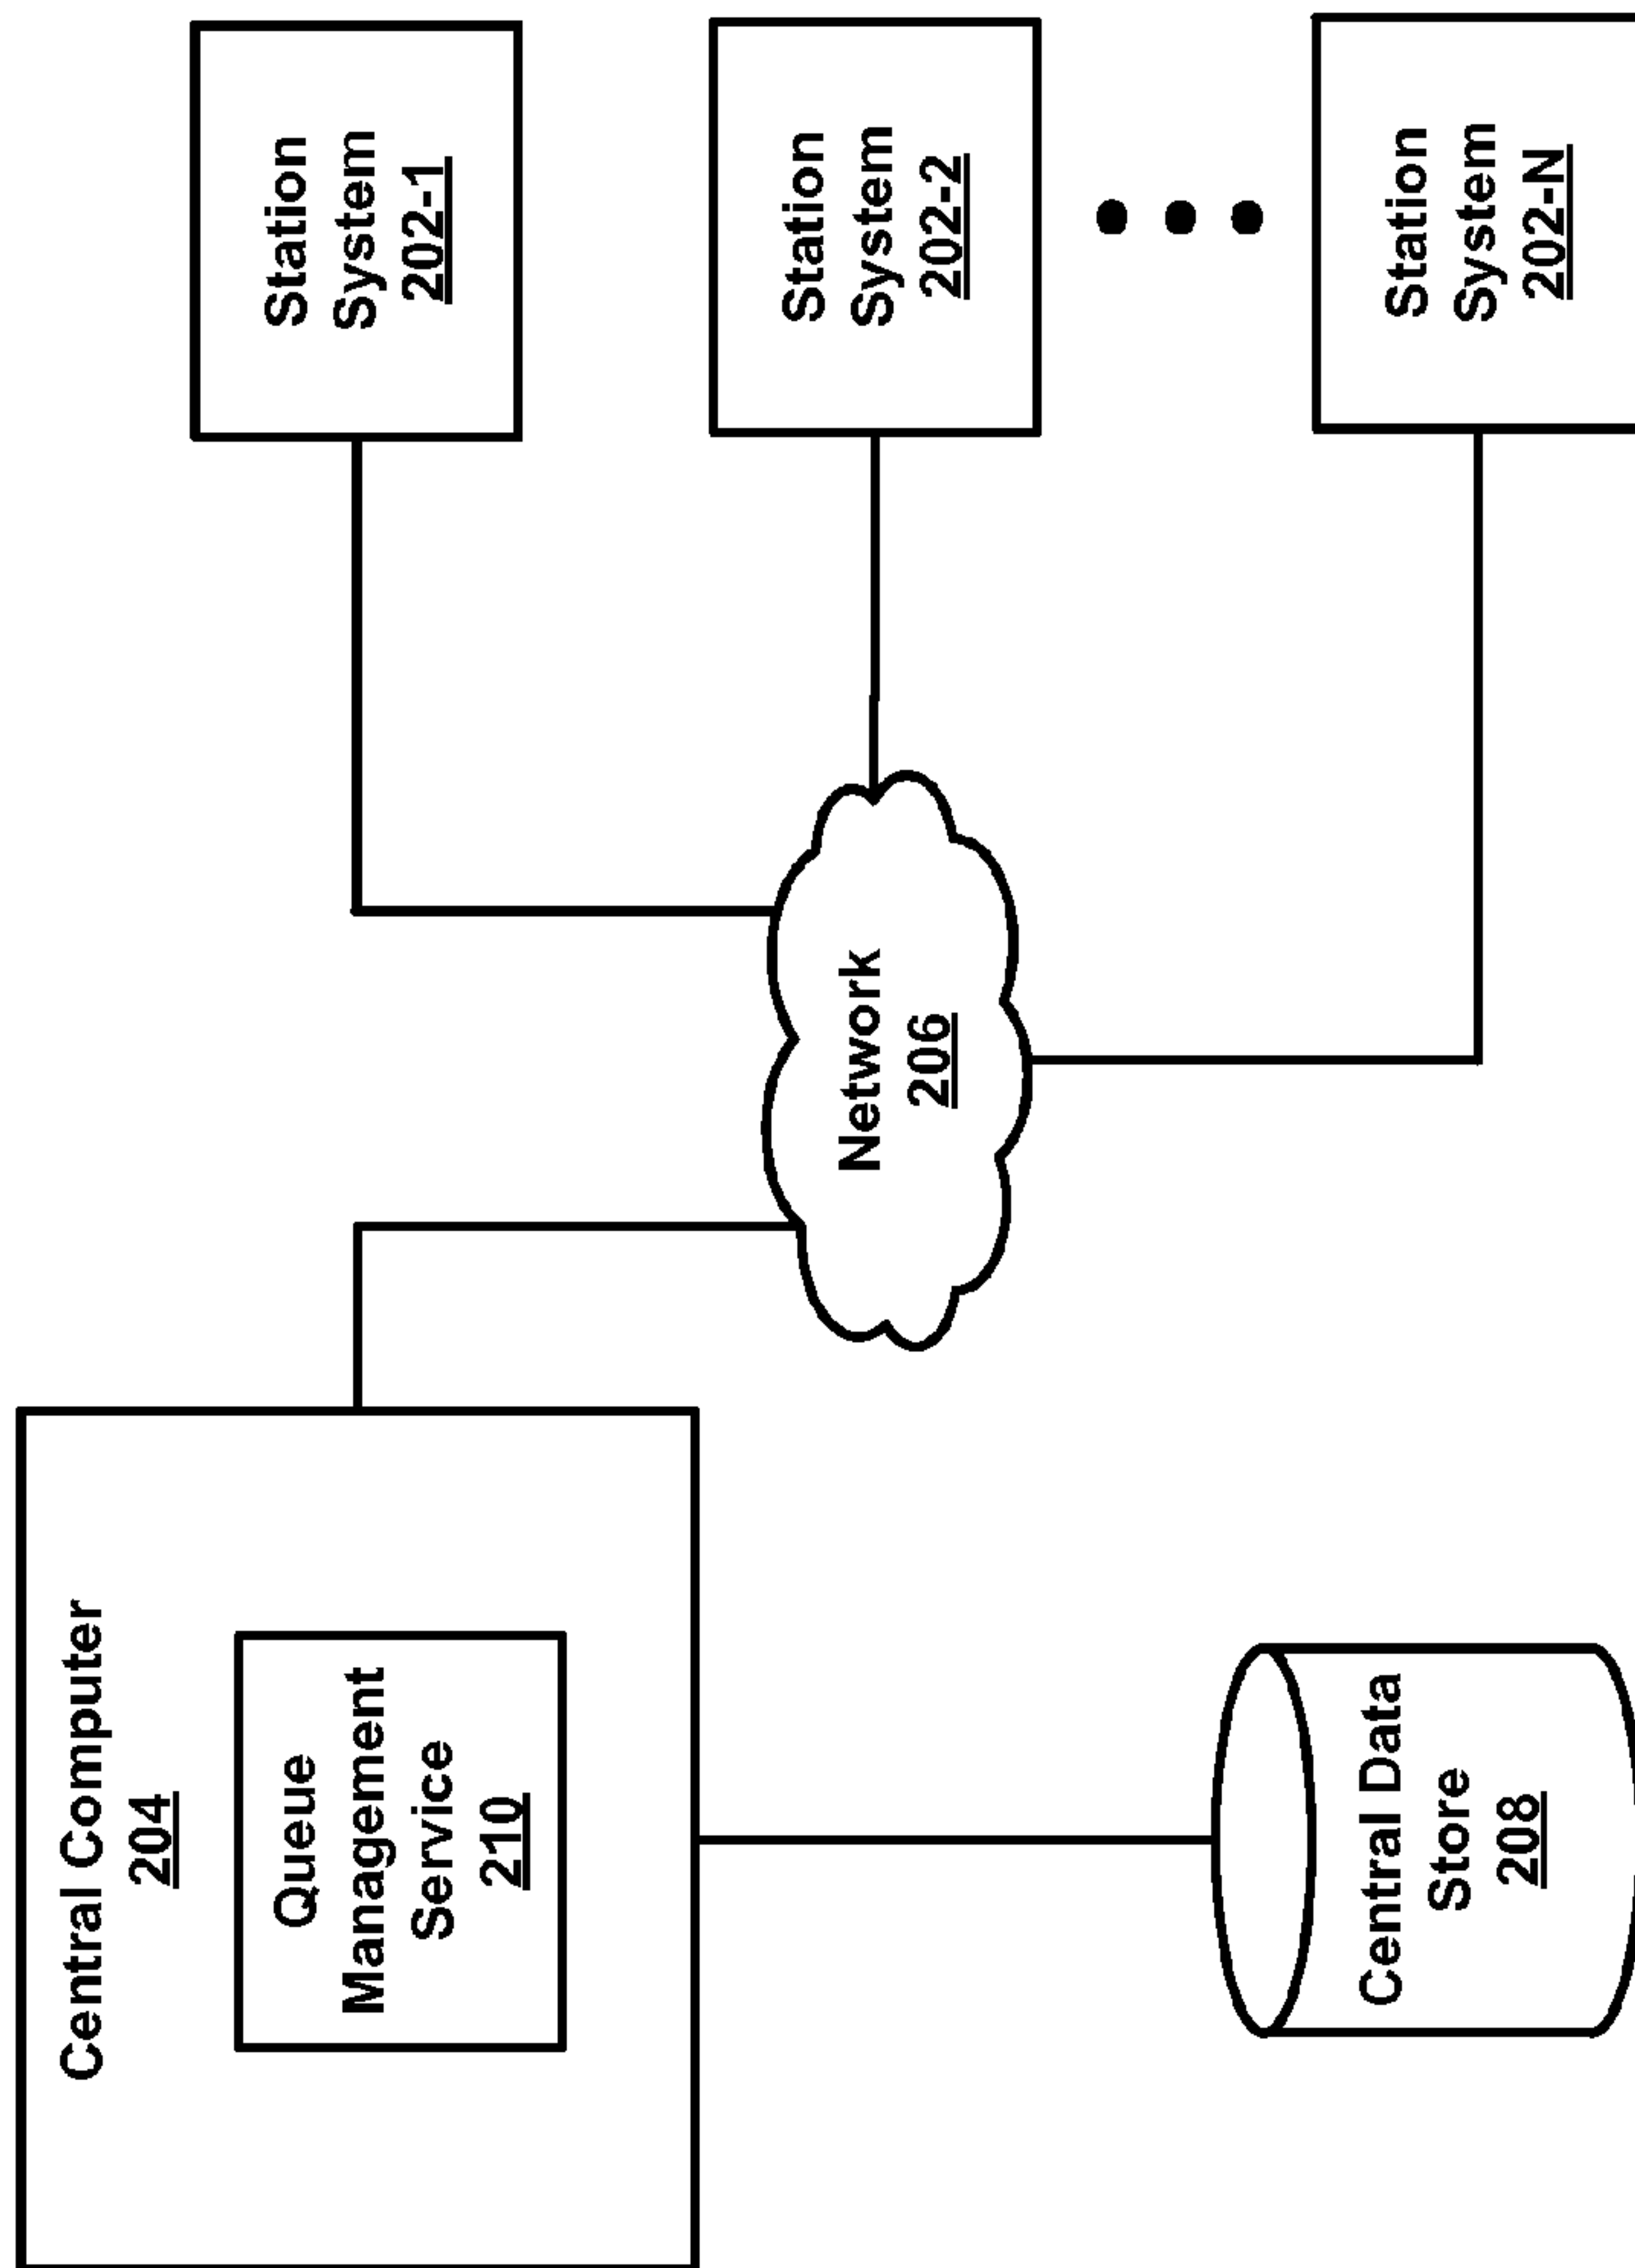 Central Computer
204
Queue
Management
Service
210
Central Data
Store
208
Network
206
Station
System
202-1
Station
System
202-2
Station
System
202-N